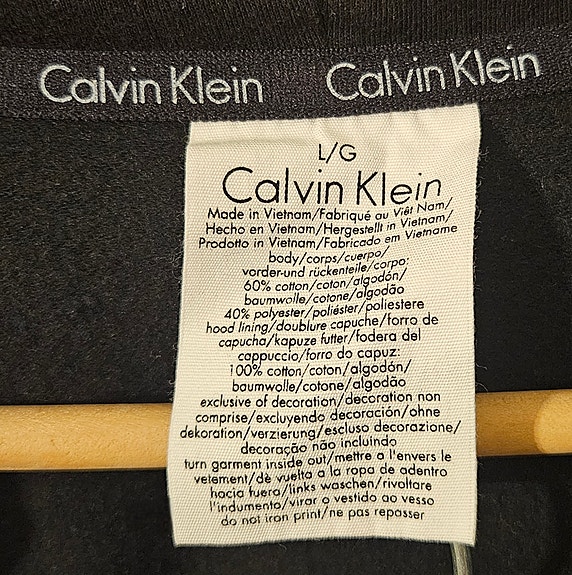 Calvin Klein Calvin Klein
L/G
Calvin Klein
Made in Vietnam/Fabriqué au Viêt Nam/
Hecho en Vietnam/Hergestellt in Vietnam/
Prodotto in Vietnam/Fabricado em Vietname
body/corps/cuerpo/
vorder-und rückenteile/corpo:
60% cotton/coton/algodón/
baumwolle/cotone/algodão
40% polyester/poliéster/poliestere
hood lining/doublure capuche/forro de
capucha/kapuze futter/fodera del
cappuccio/forro do capuz:
100% cotton/coton/algodón/
baumwolle/cotone/algodão
exclusive of decoration/decoration non
comprise/excluyendo decoración/ohne
dekoration/verzierung/escluso decorazione/
decoração não incluindo
turn garment inside out/mettre a l'envers le
vetement/de vuelta a la ropa de adentro
hacia fuera/links waschen/rivoltare
l'indumento/virar o vestido ao vesso
do not iron print/ne pas repasser